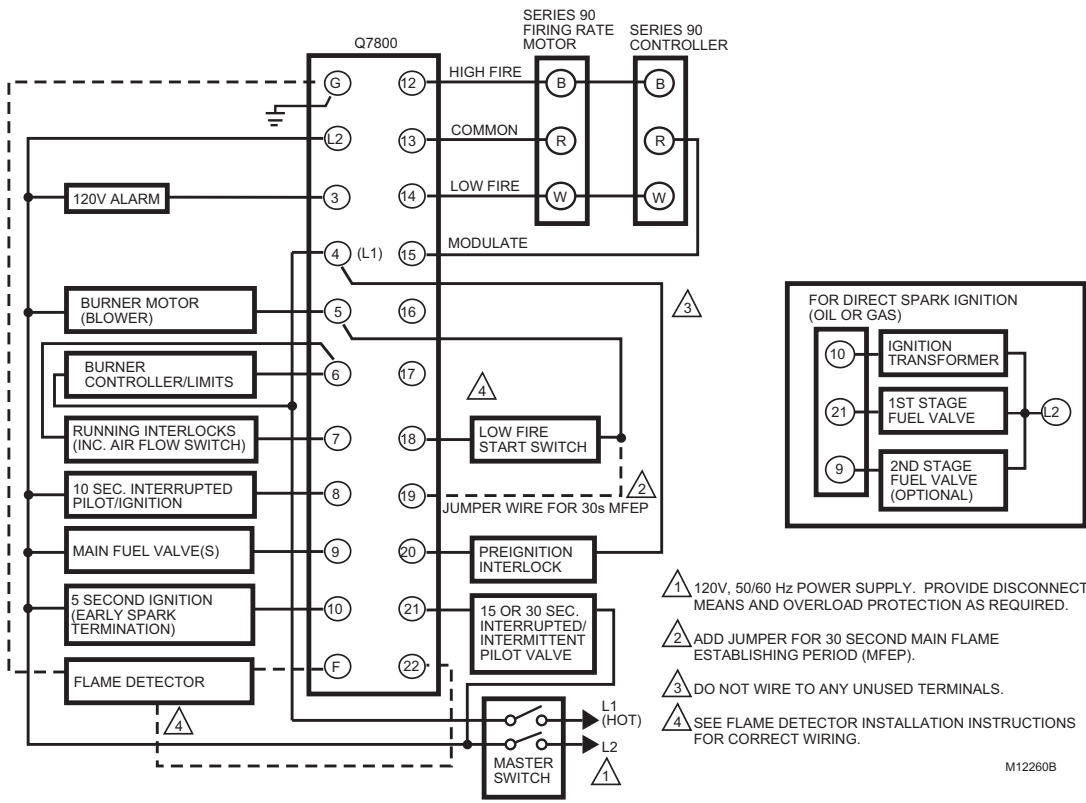 Q7800
SERIES 90
FIRING RATE
MOTOR
SERIES 90
CONTROLLER
G
12
HIGH FIRE
B
B
L2
13
COMMON
R
R
120V ALARM
3
14
LOW FIRE
W
W
4
(L1)
15
MODULATE
3
BURNER MOTOR
(BLOWER)
5
16
BURNER
CONTROLLER/LIMITS
6
17
4
RUNNING INTERLOCKS
(INC. AIR FLOW SWITCH)
7
18
LOW FIRE
START SWITCH
10 SEC. INTERRUPTED
PILOT/IGNITION
8
19
2
JUMPER WIRE FOR 30s MFEP
MAIN FUEL VALVE(S)
9
20
PREIGNITION
INTERLOCK
5 SECOND IGNITION
(EARLY SPARK
TERMINATION)
10
21
15 OR 30 SEC.
INTERRUPTED/
INTERMITTENT
PILOT VALVE
FLAME DETECTOR
F
22
4
L1
(HOT)
L2
MASTER
SWITCH
1
FOR DIRECT SPARK IGNITION
(OIL OR GAS)
10
IGNITION
TRANSFORMER
21
1ST STAGE
FUEL VALVE
L2
9
2ND STAGE
FUEL VALVE
(OPTIONAL)
1 120V, 50/60 Hz POWER SUPPLY. PROVIDE DISCONNECT
MEANS AND OVERLOAD PROTECTION AS REQUIRED.
2 ADD JUMPER FOR 30 SECOND MAIN FLAME
ESTABLISHING PERIOD (MFEP).
3 DO NOT WIRE TO ANY UNUSED TERMINALS.
4 SEE FLAME DETECTOR INSTALLATION INSTRUCTIONS
FOR CORRECT WIRING.
M12260B